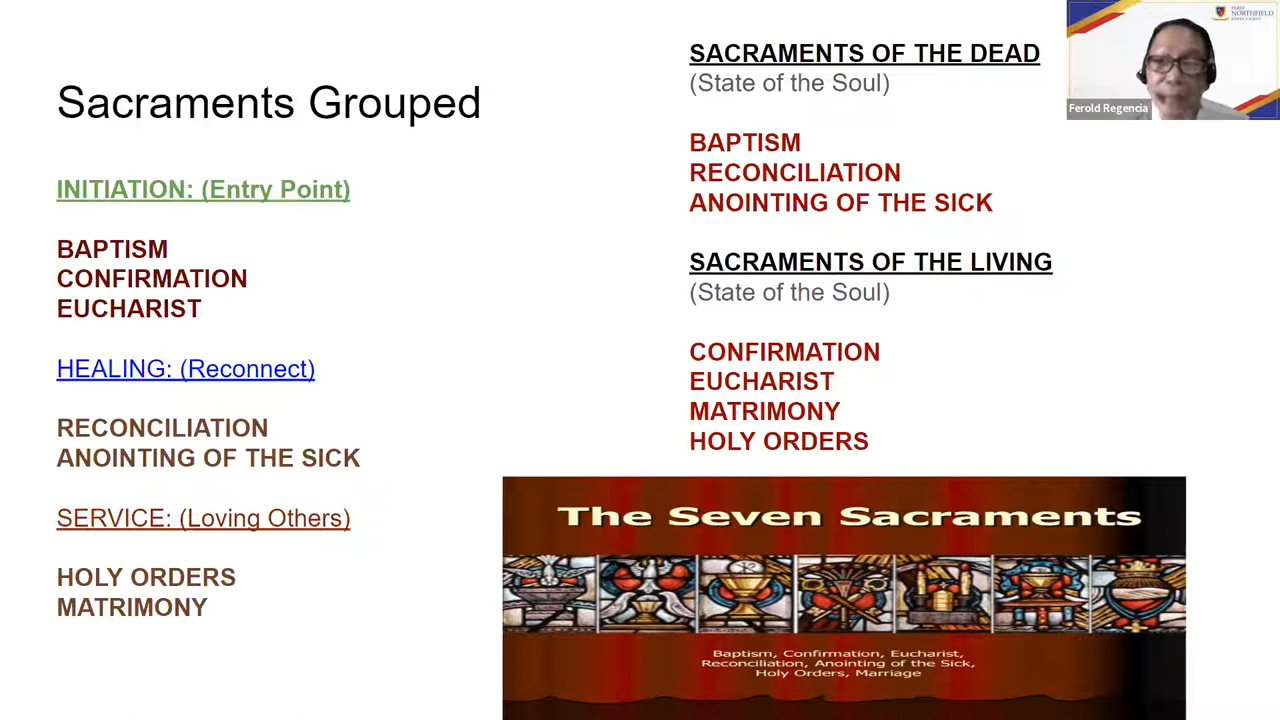 Sacraments Grouped
INITIATION: (Entry Point)
BAPTISM
CONFIRMATION
EUCHARIST
HEALING: (Reconnect)
RECONCILIATION
ANOINTING OF THE SICK
SERVICE: (Loving Others)
HOLY ORDERS
MATRIMONY
SACRAMENTS OF THE DEAD
(State of the Soul)
BAPTISM
RECONCILIATION
ANOINTING OF THE SICK
SACRAMENTS OF THE LIVING
(State of the Soul)
CONFIRMATION
EUCHARIST
MATRIMONY
HOLY ORDERS
The Seven Sacraments
Baptism, Confirmation, Eucharist,
Reconciliation, Anointing of the Sick,
Holy Orders, Marriage
NORTHFIELD
Ferold Regencia